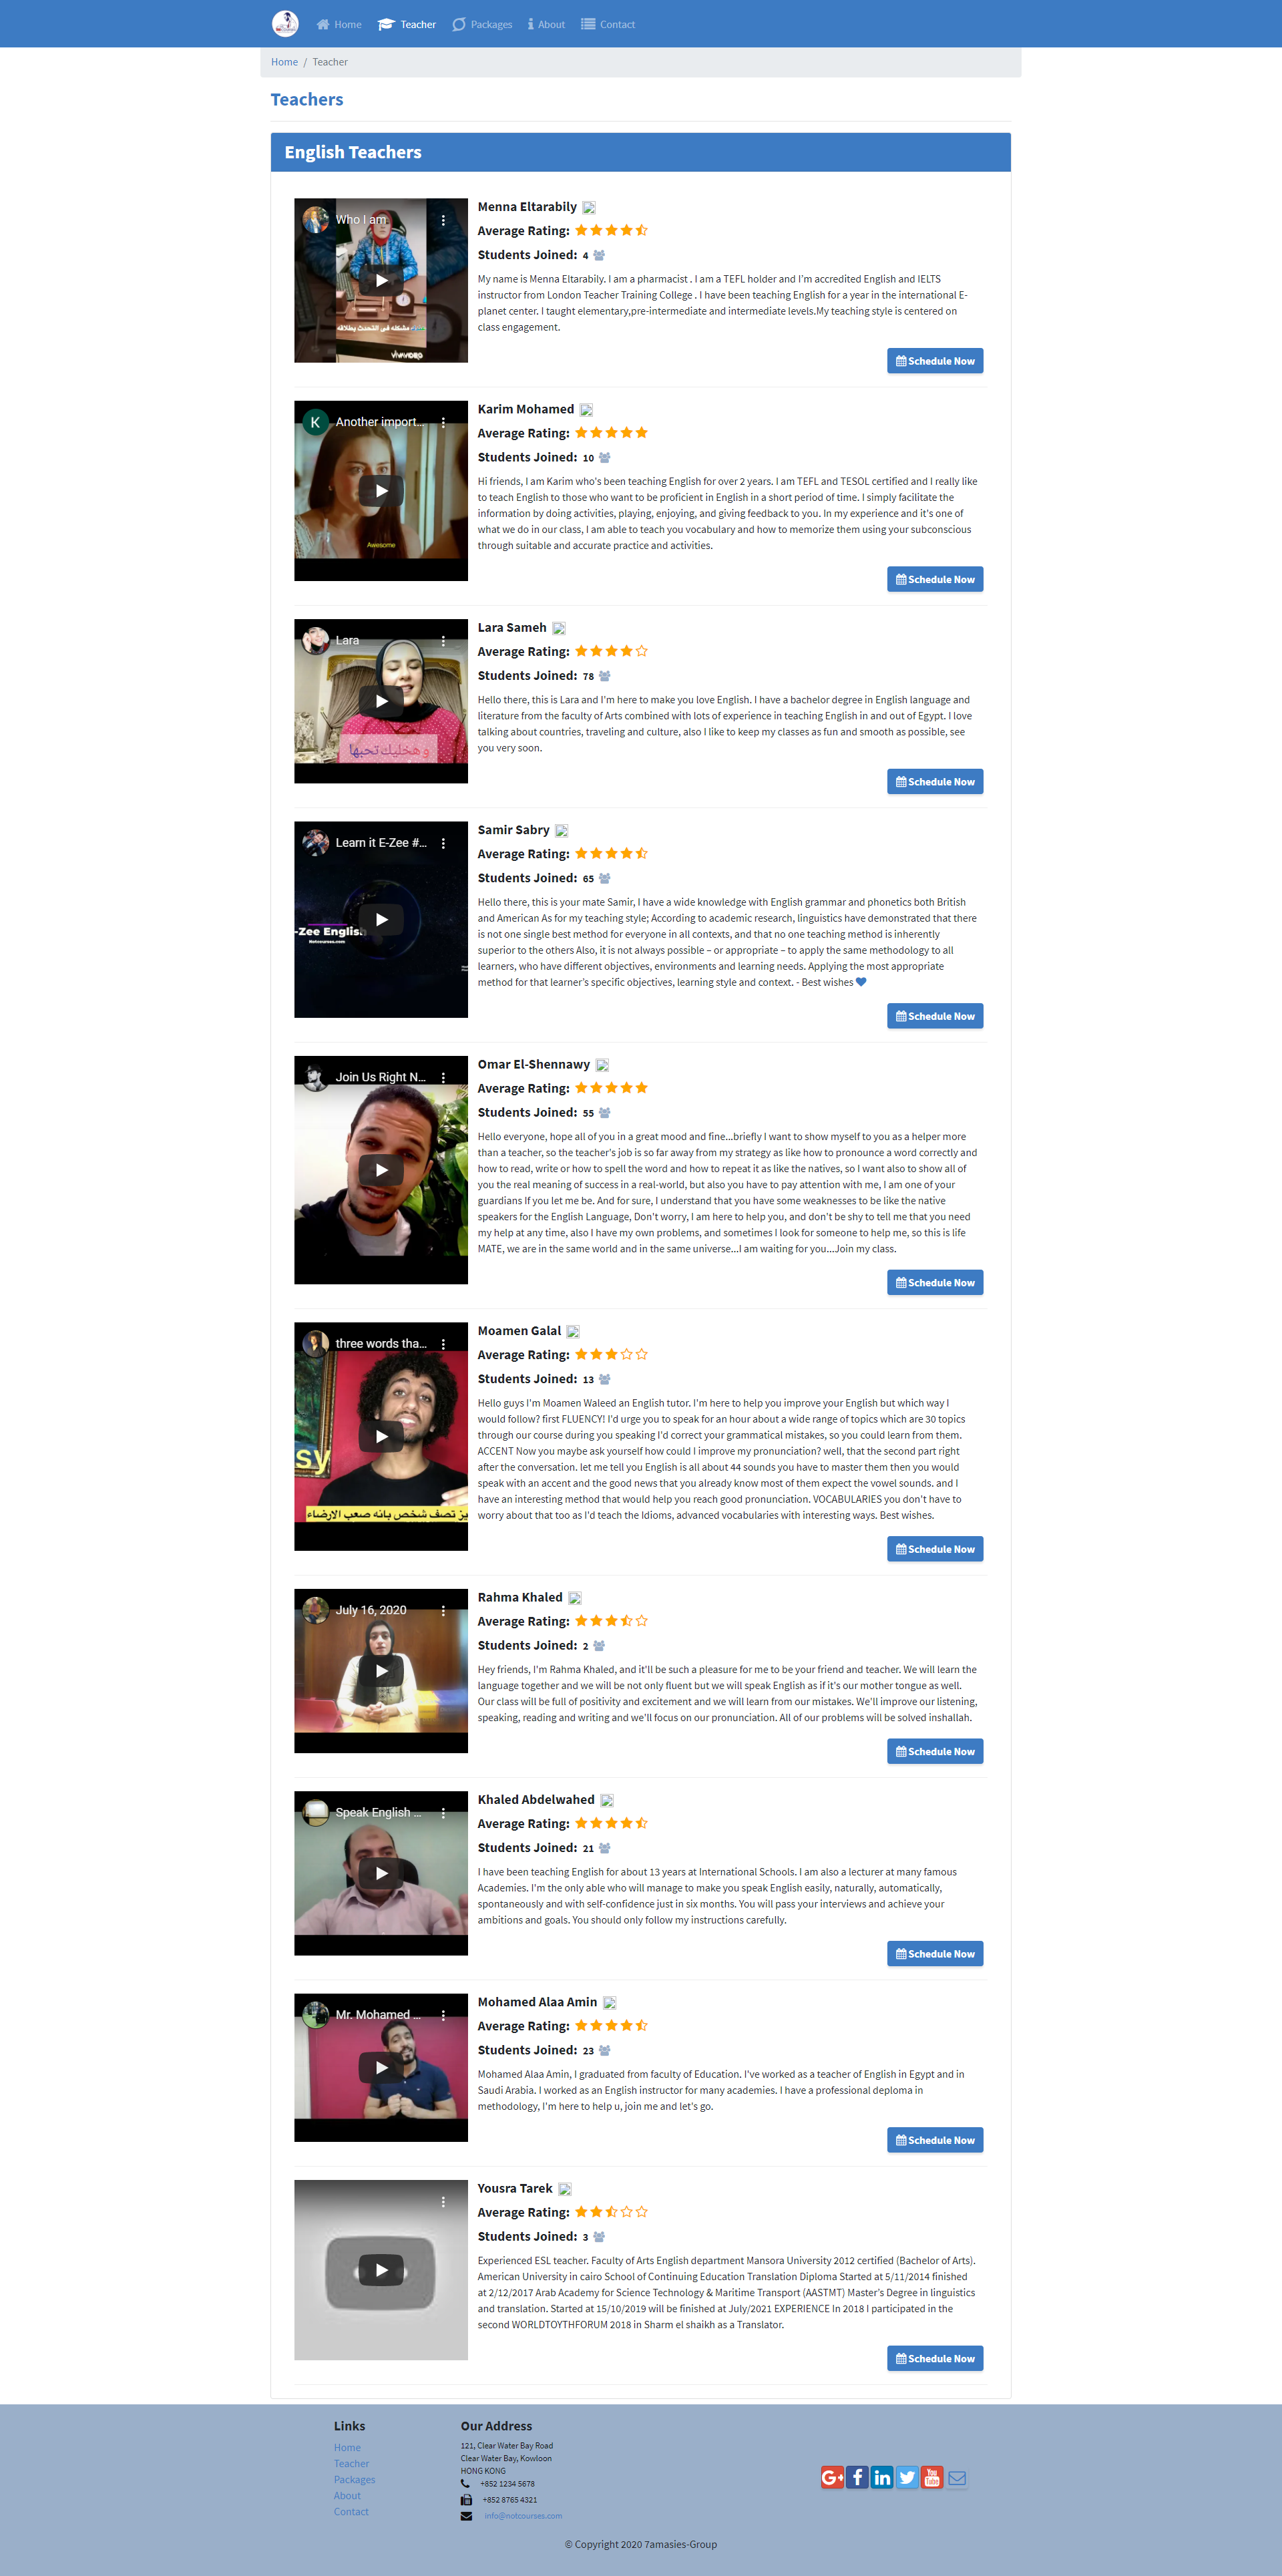 Home Teacher Packages About Contact
Home / Teacher
Teachers
English Teachers
Who I am
مشكله فى التحدث بطلاقه
VIVAVIDEO
Menna Eltarabily
Average Rating:
Students Joined: 4
My name is Menna Eltarabily. I am a pharmacist . I am a TEFL holder and I'm accredited English and IELTS
instructor from London Teacher Training College . I have been teaching English for a year in the international E-
planet center. I taught elementary,pre-intermediate and intermediate levels.My teaching style is centered on
class engagement.
Schedule Now
K Another import...
Awesome
Karim Mohamed
Average Rating:
Students Joined: 10
Hi friends, I am Karim who's been teaching English for over 2 years. I am TEFL and TESOL certified and I really like
to teach English to those who want to be proficient in English in a short period of time. I simply facilitate the
information by doing activities, playing, enjoying, and giving feedback to you. In my experience and it's one of
what we do in our class, I am able to teach you vocabulary and how to memorize them using your subconscious
through suitable and accurate practice and activities.
Schedule Now
Lara
و هخليك تحبها
Lara Sameh
Average Rating:
Students Joined: 78
Hello there, this is Lara and I'm here to make you love English. I have a bachelor degree in English language and
literature from the faculty of Arts combined with lots of experience in teaching English in and out of Egypt. I love
talking about countries, traveling and culture, also I like to keep my classes as fun and smooth as possible, see
you very soon.
Schedule Now
Learn it E-Zee #...
-Zee English
Notcourses.com
Samir Sabry
Average Rating:
Students Joined: 65
Hello there, this is your mate Samir, I have a wide knowledge with English grammar and phonetics both British
and American As for my teaching style; According to academic research, linguistics have demonstrated that there
is not one single best method for everyone in all contexts, and that no one teaching method is inherently
superior to the others Also, it is not always possible – or appropriate – to apply the same methodology to all
learners, who have different objectives, environments and learning needs. Applying the most appropriate
method for that learner's specific objectives, learning style and context. - Best wishes
Schedule Now
Join Us Right N...
Omar El-Shennawy
Average Rating:
Students Joined: 55
Hello everyone, hope all of you in a great mood and fine...briefly I want to show myself to you as a helper more
than a teacher, so the teacher's job is so far away from my strategy as like how to pronounce a word correctly and
how to read, write or how to spell the word and how to repeat it as like the natives, so I want also to show all of
you the real meaning of success in a real-world, but also you have to pay attention with me, I am one of your
guardians If you let me be. And for sure, I understand that you have some weaknesses to be like the native
speakers for the English Language, Don't worry, I am here to help you, and don't be shy to tell me that you need
my help at any time, also I have my own problems, and sometimes I look for someone to help me, so this is life
MATE, we are in the same world and in the same universe...I am waiting for you...Join my class.
Schedule Now
three words tha...
sy
يز تصف شخص بانه صعب الارضاء
Moamen Galal
Average Rating:
Students Joined: 13
Hello guys I'm Moamen Waleed an English tutor. I'm here to help you improve your English but which way I
would follow? first FLUENCY! I'd urge you to speak for an hour about a wide range of topics which are 30 topics
through our course during you speaking I'd correct your grammatical mistakes, so you could learn from them.
ACCENT Now you maybe ask yourself how could I improve my pronunciation? well, that the second part right
after the conversation. let me tell you English is all about 44 sounds you have to master them then you would
speak with an accent and the good news that you already know most of them expect the vowel sounds. and I
have an interesting method that would help you reach good pronunciation. VOCABULARIES you don't have to
worry about that too as I'd teach the Idioms, advanced vocabularies with interesting ways. Best wishes.
Schedule Now
July 16, 2020
Rahma Khaled
Average Rating:
Students Joined: 2
Hey friends, I'm Rahma Khaled, and it'll be such a pleasure for me to be your friend and teacher. We will learn the
language together and we will be not only fluent but we will speak English as if it's our mother tongue as well.
Our class will be full of positivity and excitement and we will learn from our mistakes. We'll improve our listening,
speaking, reading and writing and we'll focus on our pronunciation. All of our problems will be solved inshallah.
Schedule Now
Speak English ...
Khaled Abdelwahed
Average Rating:
Students Joined: 21
I have been teaching English for about 13 years at International Schools. I am also a lecturer at many famous
Academies. I'm the only able who will manage to make you speak English easily, naturally, automatically,
spontaneously and with self-confidence just in six months. You will pass your interviews and achieve your
ambitions and goals. You should only follow my instructions carefully.
Schedule Now
Mr. Mohamed ...
Mohamed Alaa Amin
Average Rating:
Students Joined: 23
Mohamed Alaa Amin, I graduated from faculty of Education. I've worked as a teacher of English in Egypt and in
Saudi Arabia. I worked as an English instructor for many academies. I have a professional deploma in
methodology, I'm here to help u, join me and let's go.
Schedule Now
Yousra Tarek
Average Rating:
Students Joined: 3
Experienced ESL teacher. Faculty of Arts English department Mansora University 2012 certified (Bachelor of Arts).
American University in cairo School of Continuing Education Translation Diploma Started at 5/11/2014 finished
at 2/12/2017 Arab Academy for Science Technology & Maritime Transport (AASTMT) Master's Degree in linguistics
and translation. Started at 15/10/2019 will be finished at July/2021 EXPERIENCE In 2018 I participated in the
second WORLDTOYTHFORUM 2018 in Sharm el shaikh as a Translator.
Schedule Now
Links
Home
Teacher
Packages
About
Contact
Our Address
121, Clear Water Bay Road
Clear Water Bay, Kowloon
HONG KONG
+852 1234 5678
+852 8765 4321
info@notcourses.com
G+ f in You Tube
© Copyright 2020 7amasies-Group